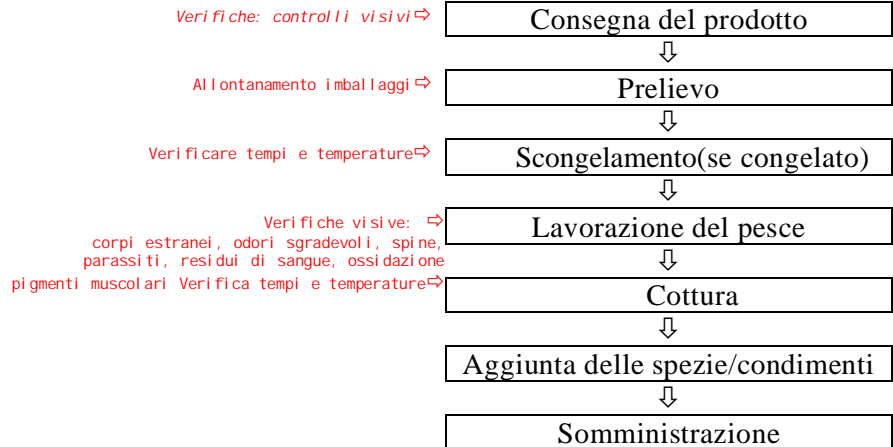 Verifiche: controlli visivi⇨ Consegna del prodotto
⇩
Allontanamento imballaggi⇨ Prelievo
⇩
Verificare tempi e temperature⇨ Scongelamento(se congelato)
⇩
Verifiche visive: ⇨ Lavorazione del pesce
corpi estranei, odori sgradevoli, spine,
parassiti, residui di sangue, ossidazione
⇩
pigmenti muscolari Verifica tempi e temperature⇨ Cottura
⇩
Aggiunta delle spezie/condimenti
⇩
Somministrazione